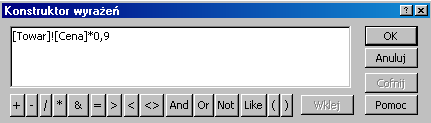 Konstruktor wyrażeń
[Towar]![Cena]*0,9
OK
Anuluj
Cofnij
+ - / * & = > < <> And Or Not Like ( ) Wklej Pomoc